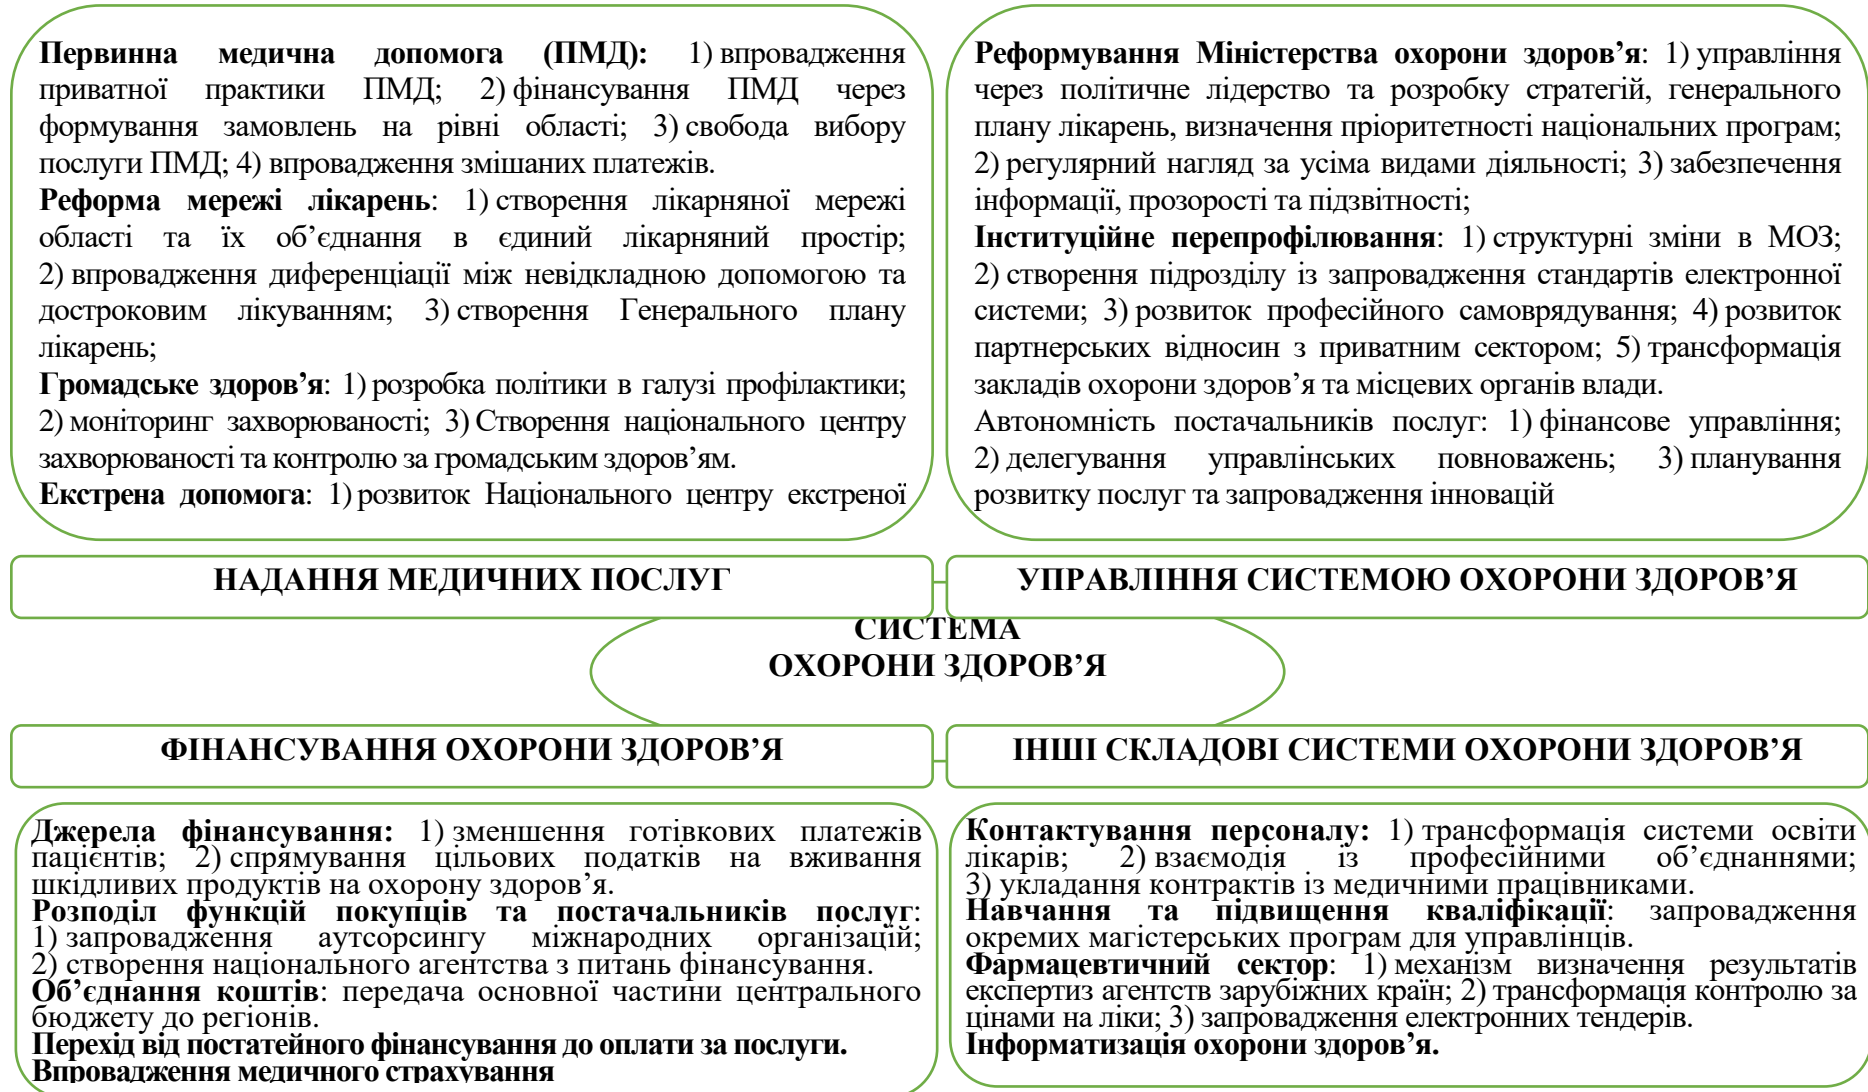 Первинна медична допомога (ПМД): 1) впровадження
приватної практики ПМД; 2) фінансування ПМД через
формування замовлень на рівні області; 3) свобода вибору
послуги ПМД; 4) впровадження змішаних платежів.
Реформа мережі лікарень: 1) створення лікарняної мережі
області та їх об’єднання в єдиний лікарняний простір;
2) впровадження диференціації між невідкладною допомогою та
достроковим лікуванням; 3) створення Генерального плану
лікарень;
Громадське здоров’я: 1) розробка політики в галузі профілактики;
2) моніторинг захворюваності; 3) Створення національного центру
захворюваності та контролю за громадським здоров’ям.
Екстрена допомога: 1) розвиток Національного центру екстреної
Реформування Міністерства охорони здоров’я: 1) управління
через політичне лідерство та розробку стратегій, генерального
плану лікарень, визначення пріоритетності національних програм;
2) регулярний нагляд за усіма видами діяльності; 3) забезпечення
інформації, прозорості та підзвітності;
Інституційне перепрофілювання: 1) структурні зміни в МОЗ;
2) створення підрозділу із запровадження стандартів електронної
системи; 3) розвиток професійного самоврядування; 4) розвиток
партнерських відносин з приватним сектором; 5) трансформація
закладів охорони здоров’я та місцевих органів влади.
Автономність постачальників послуг: 1) фінансове управління;
2) делегування управлінських повноважень; 3) планування
розвитку послуг та запровадження інновацій
НАДАННЯ МЕДИЧНИХ ПОСЛУГ
УПРАВЛІННЯ СИСТЕМОЮ ОХОРОНИ ЗДОРОВ’Я
СИСТЕМА
ОХОРОНИ ЗДОРОВ’Я
ФІНАНСУВАННЯ ОХОРОНИ ЗДОРОВ’Я
ІНШІ СКЛАДОВІ СИСТЕМИ ОХОРОНИ ЗДОРОВ’Я
Джерела фінансування: 1) зменшення готівкових платежів
пацієнтів; 2) спрямування цільових податків на вживання
шкідливих продуктів на охорону здоров’я.
Розподіл функцій покупців та постачальників послуг:
1) запровадження аутсорсингу міжнародних організацій;
2) створення національного агентства з питань фінансування.
Об’єднання коштів: передача основної частини центрального
бюджету до регіонів.
Перехід від постатейного фінансування до оплати за послуги.
Впровадження медичного страхування
Контактування персоналу: 1) трансформація системи освіти
лікарів; 2) взаємодія із професійними об’єднаннями;
3) укладання контрактів із медичними працівниками.
Навчання та підвищення кваліфікації: запровадження
окремих магістерських програм для управлінців.
Фармацевтичний сектор: 1) механізм визначення результатів
експертиз агентств зарубіжних країн; 2) трансформація контролю за
цінами на ліки; 3) запровадження електронних тендерів.
Інформатизація охорони здоров’я.